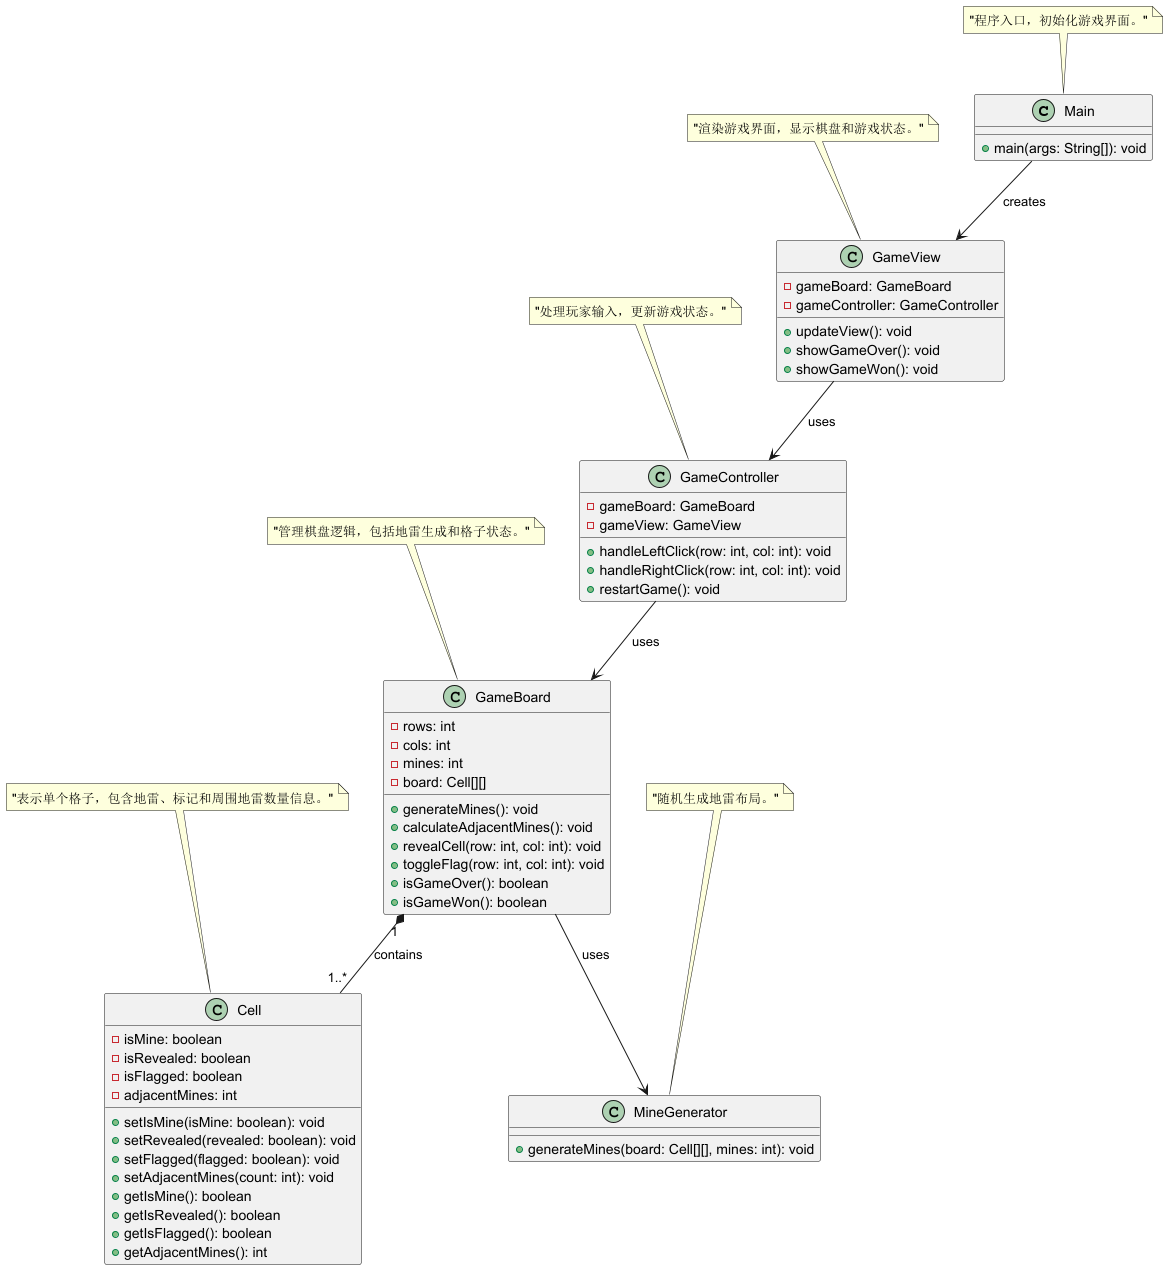 "程序入口，初始化游戏界面。"
C Main
main(args: String[]): void
"渲染游戏界面，显示棋盘和游戏状态。"
creates
C GameView
gameBoard: GameBoard
gameController: GameController
updateView(): void
showGameOver(): void
showGameWon(): void
"处理玩家输入，更新游戏状态。"
uses
C GameController
gameBoard: GameBoard
gameView: GameView
handleLeftClick(row: int, col: int): void
handleRightClick(row: int, col: int): void
restartGame(): void
"管理棋盘逻辑，包括地雷生成和格子状态。"
uses
C GameBoard
rows: int
cols: int
mines: int
board: Cell[][]
generateMines(): void
calculateAdjacentMines(): void
revealCell(row: int, col: int): void
toggleFlag(row: int, col: int): void
isGameOver(): boolean
isGameWon(): boolean
"表示单个格子，包含地雷、标记和周围地雷数量信息。"
"随机生成地雷布局。"
1
contains
uses
1..*
C Cell
isMine: boolean
isRevealed: boolean
isFlagged: boolean
adjacentMines: int
setIsMine(isMine: boolean): void
setRevealed(revealed: boolean): void
setFlagged(flagged: boolean): void
setAdjacentMines(count: int): void
getIsMine(): boolean
getIsRevealed(): boolean
getIsFlagged(): boolean
getAdjacentMines(): int
C MineGenerator
generateMines(board: Cell[][], mines: int): void